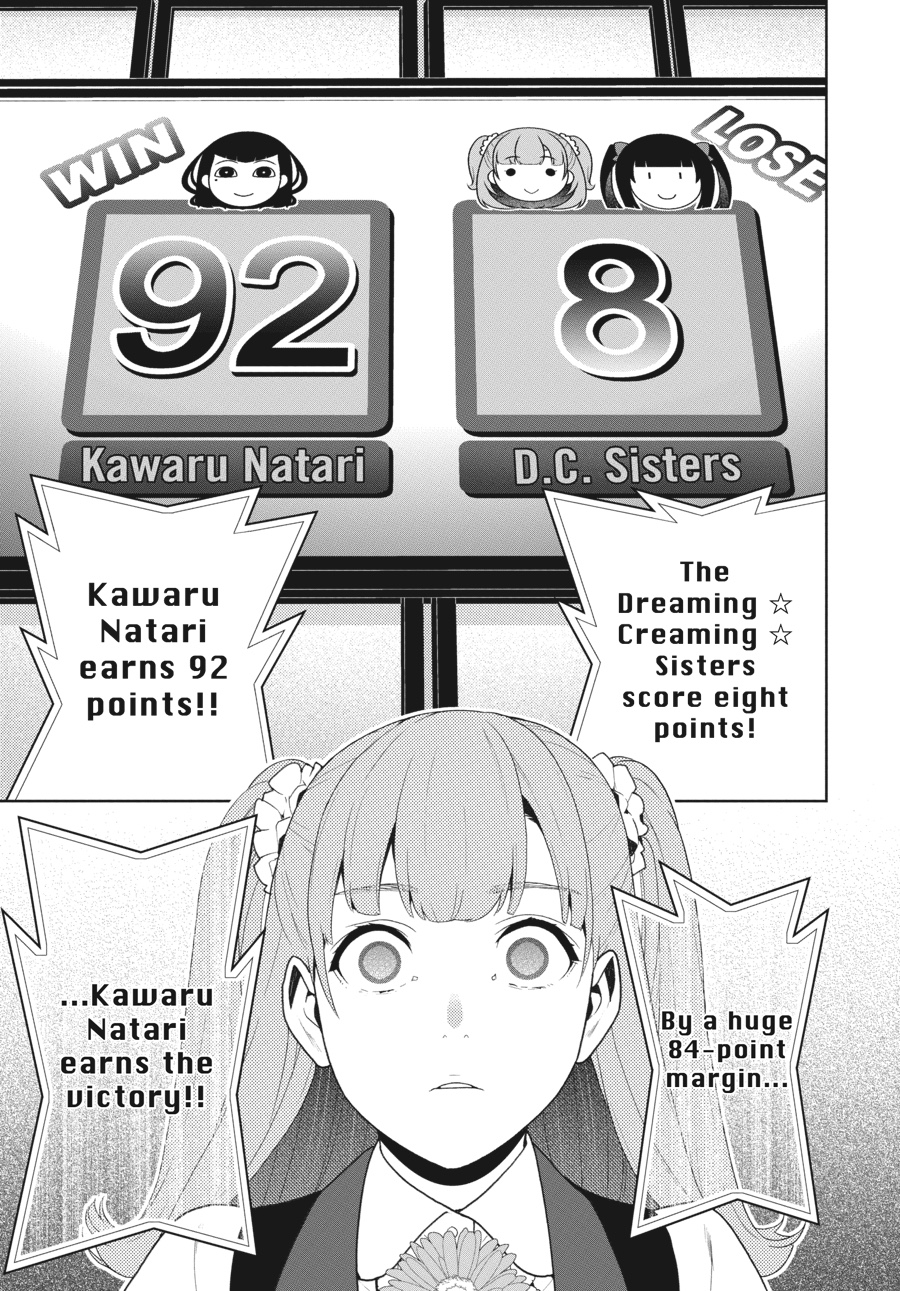 WIN
LOSE
92
8
Kawaru Natari
D.C. Sisters
The
Dreaming ☆
Creaming ☆
Sisters
score eight
points!
Kawaru
Natari
earns 92
points!!
By a huge
84-point
margin...
...Kawaru
Natari
earns the
victory!!